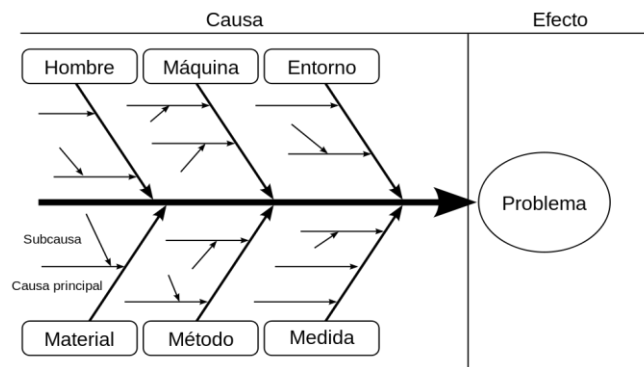 Causa
Efecto
Hombre
Máquina
Entorno
Problema
Subcausa
Causa principal
Material
Método
Medida